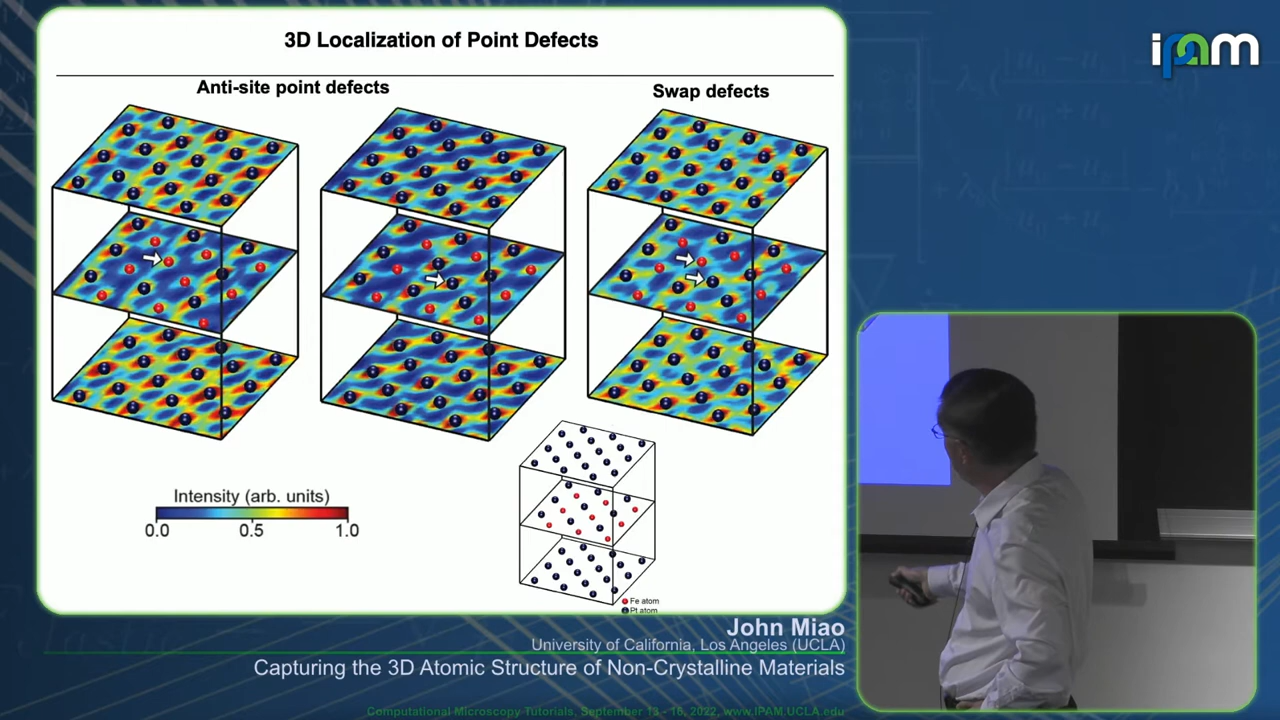 3D Localization of Point Defects
ipam
Anti-site point defects
Swap defects
Intensity (arb. units)
0.0
0.5
1.0
Fe atom
Pt atom
John Miao
University of California, Los Angeles (UCLA)
Capturing the 3D Atomic Structure of Non-Crystalline Materials
Computational Microscopy Tutorials, September 13 - 16, 2022, www.IPAM.UCLA.edu